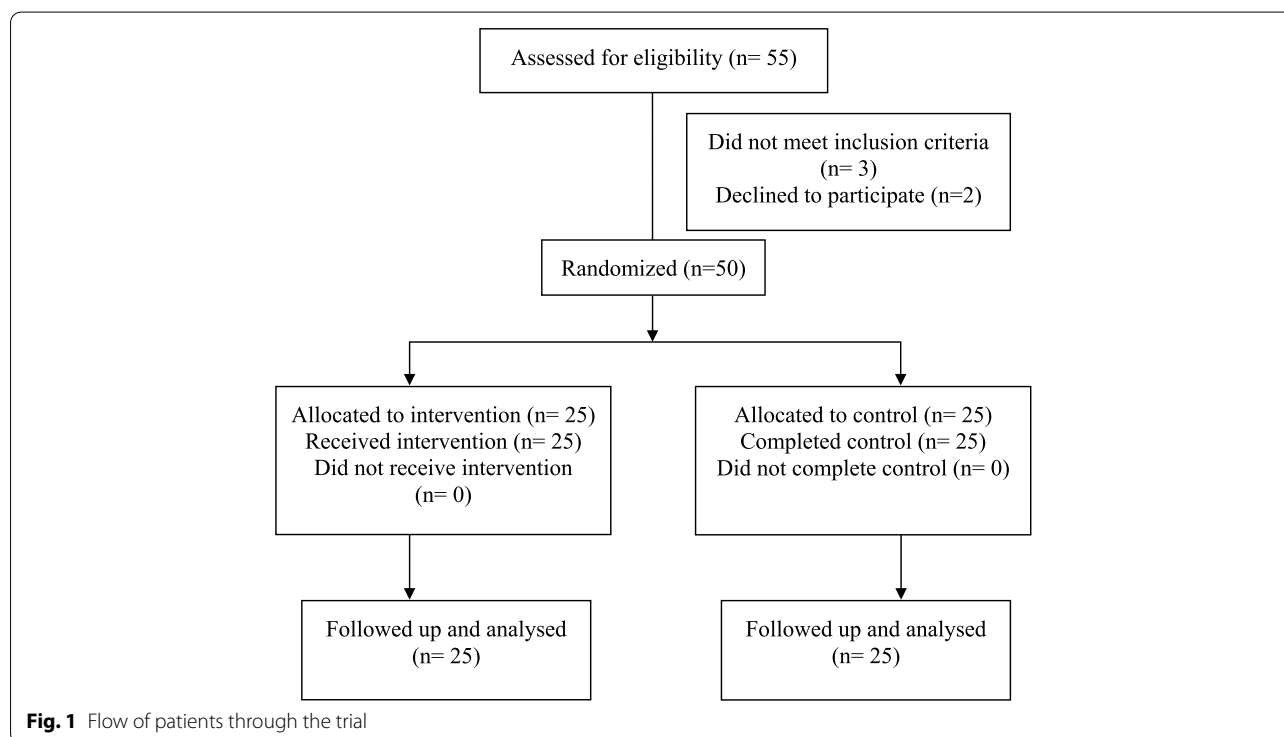 Assessed for eligibility (n= 55)
Did not meet inclusion criteria
(n= 3)
Declined to participate (n=2)
Randomized (n=50)
Allocated to intervention (n= 25)
Received intervention (n= 25)
Did not receive intervention
(n= 0)
Allocated to control (n= 25)
Completed control (n= 25)
Did not complete control (n= 0)
Followed up and analysed
(n= 25)
Followed up and analysed
(n= 25)
Fig. 1 Flow of patients through the trial